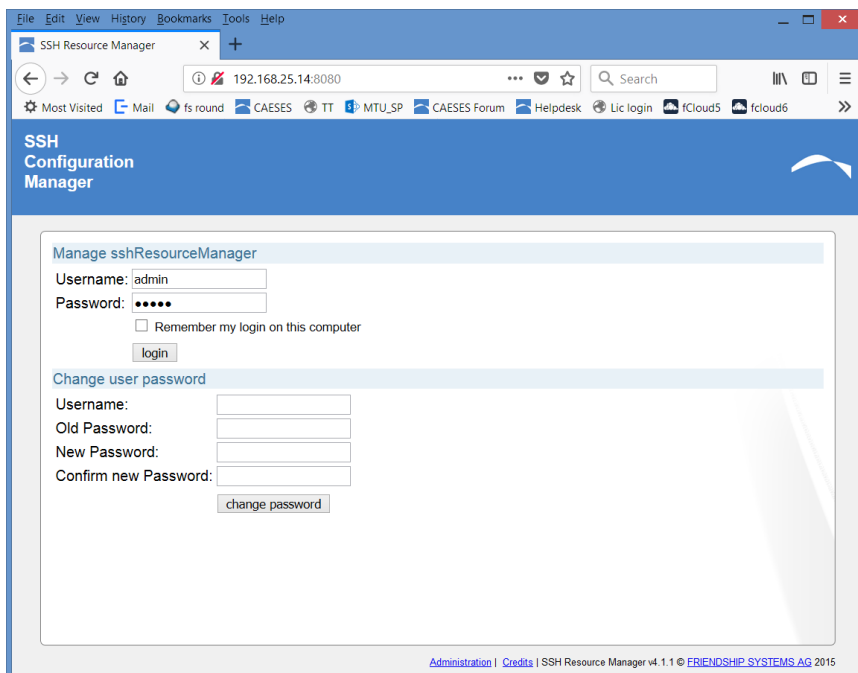 File Edit View History Bookmarks Tools Help
SSH Resource Manager
192.168.25.14:8080
Search
Most Visited Mail fs round CAESES TT MTU_SP CAESES Forum Helpdesk Lic login fCloud5 fcloud6
SSH
Configuration
Manager
Manage sshResourceManager
Username: admin
Password: •••••
Remember my login on this computer
login
Change user password
Username:
Old Password:
New Password:
Confirm new Password:
change password
Administration | Credits | SSH Resource Manager v4.1.1 © FRIENDSHIP SYSTEMS AG 2015